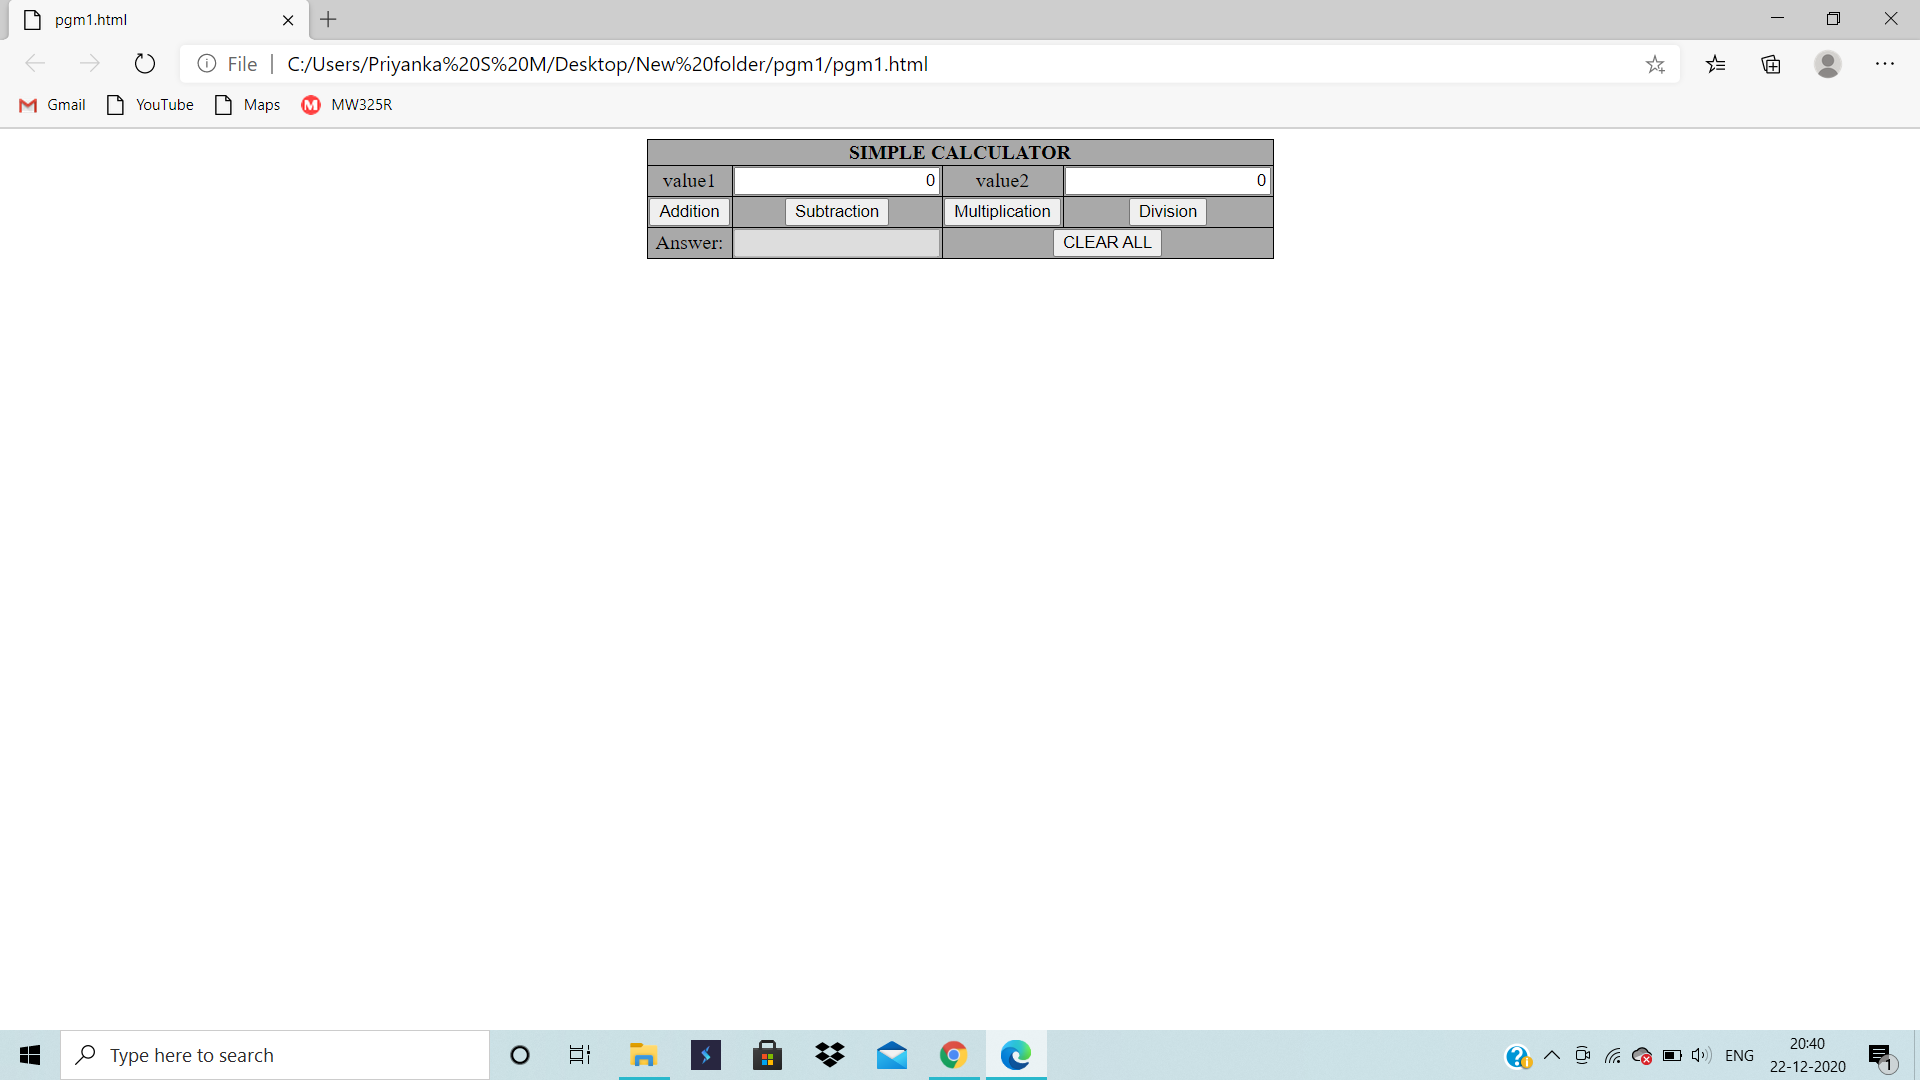 pgm1.html
File | C:/Users/Priyanka%20S%20M/Desktop/New%20folder/pgm1/pgm1.html
Gmail YouTube Maps MW325R
SIMPLE CALCULATOR
value1 0 value2 0
Addition Subtraction Multiplication Division
Answer: CLEAR ALL
Type here to search
ENG
20:40
22-12-2020
1